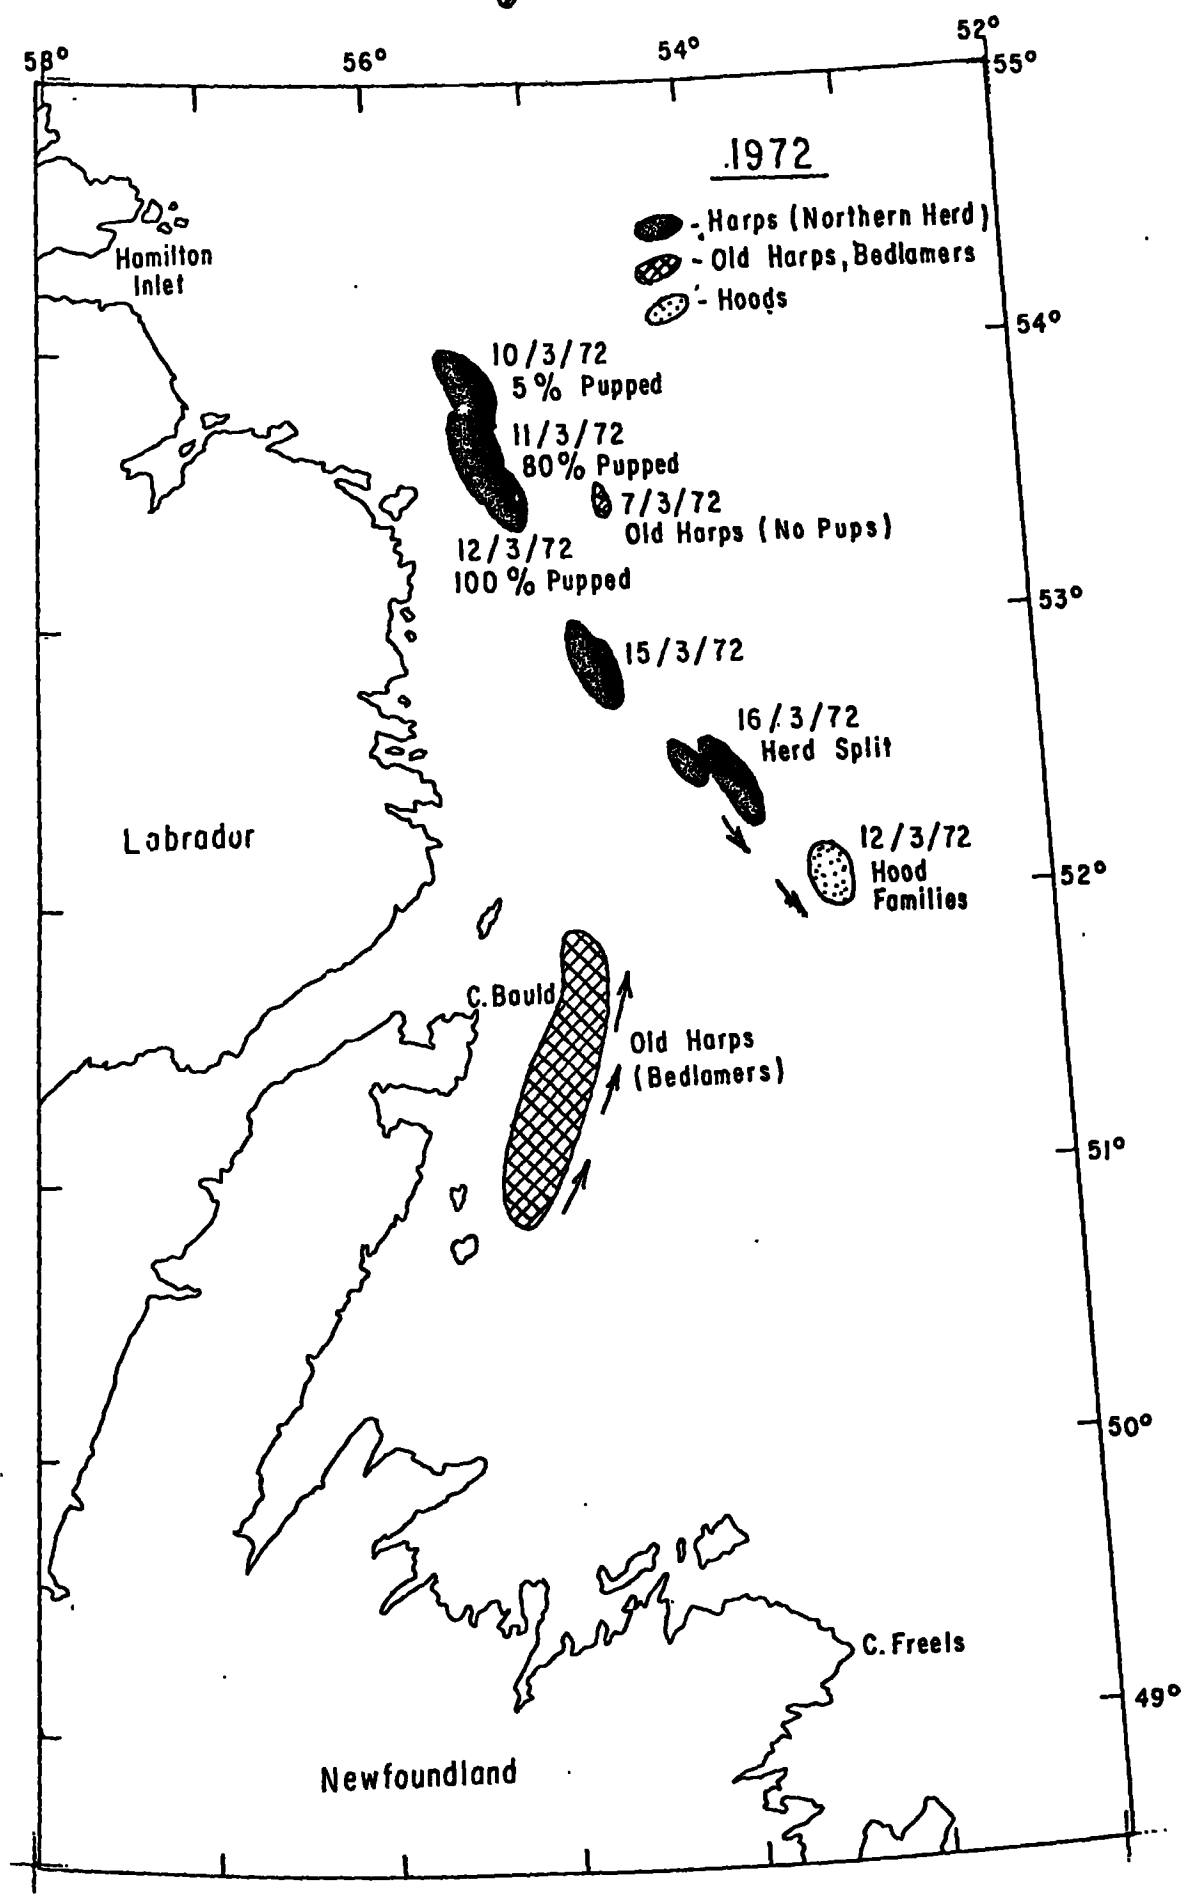 58° 56° 54° 52°
55°
.1972
- Harps (Northern Herd)
- Old Harps, Bedlamers
- Hoods
Hamilton
Inlet
54°
10/3/72
5% Pupped
11/3/72
80% Pupped
7/3/72
Old Harps (No Pups)
12/3/72
100% Pupped
53°
15/3/72
16/3/72
Herd Split
Labrador
12/3/72
Hood
Families
52°
C. Bauld
Old Harps
(Bedlamers)
51°
50°
C. Freels
49°
Newfoundland